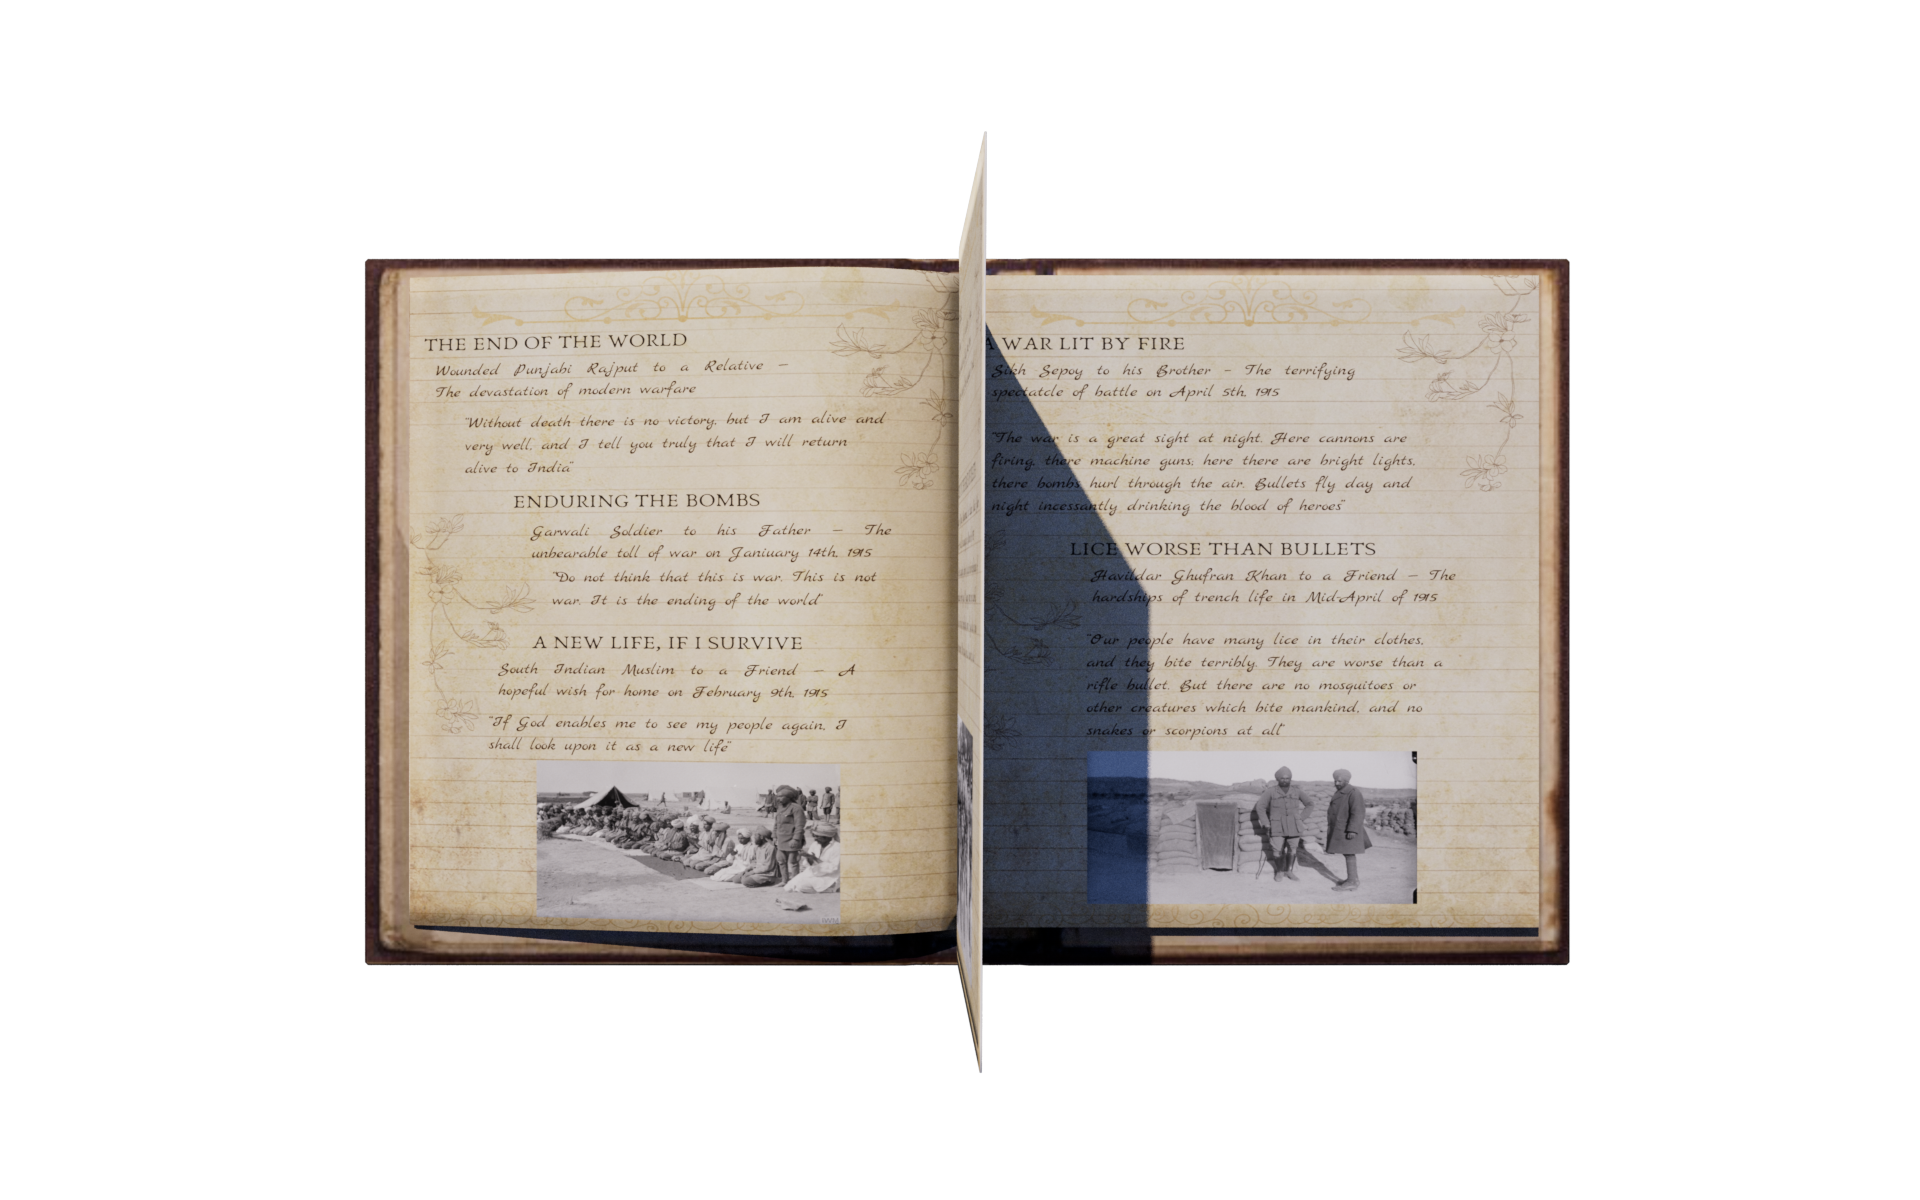 THE END OF THE WORLD
Wounded Punjabi Rajput to a Relative –
The devastation of modern warfare
"Without death there is no victory, but I am alive and
very well, and I tell you truly that I will return
alive to India"
ENDURING THE BOMBS
Garwali Soldier to his Father – The
unbearable toll of war on Janiuary 14th, 1915
"Do not think that this is war. This is not
war. It is the ending of the world"
A NEW LIFE, IF I SURVIVE
South Indian Muslim to a Friend – A
hopeful wish for home on February 9th, 1915
"If God enables me to see my people again, I
shall look upon it as a new life"
A WAR LIT BY FIRE
Sikh Sepoy to his Brother – The terrifying
spectatcle of battle on April 5th, 1915
"The war is a great sight at night. Here cannons are
firing, there machine guns; here there are bright lights,
there bombs hurl through the air. Bullets fly day and
night incessantly drinking the blood of heroes"
LICE WORSE THAN BULLETS
Havildar Ghufran Khan to a Friend – The
hardships of trench life in Mid-April of 1915
"Our people have many lice in their clothes,
and they bite terribly. They are worse than a
rifle bullet. But there are no mosquitoes or
other creatures which bite mankind, and no
snakes or scorpions at all"